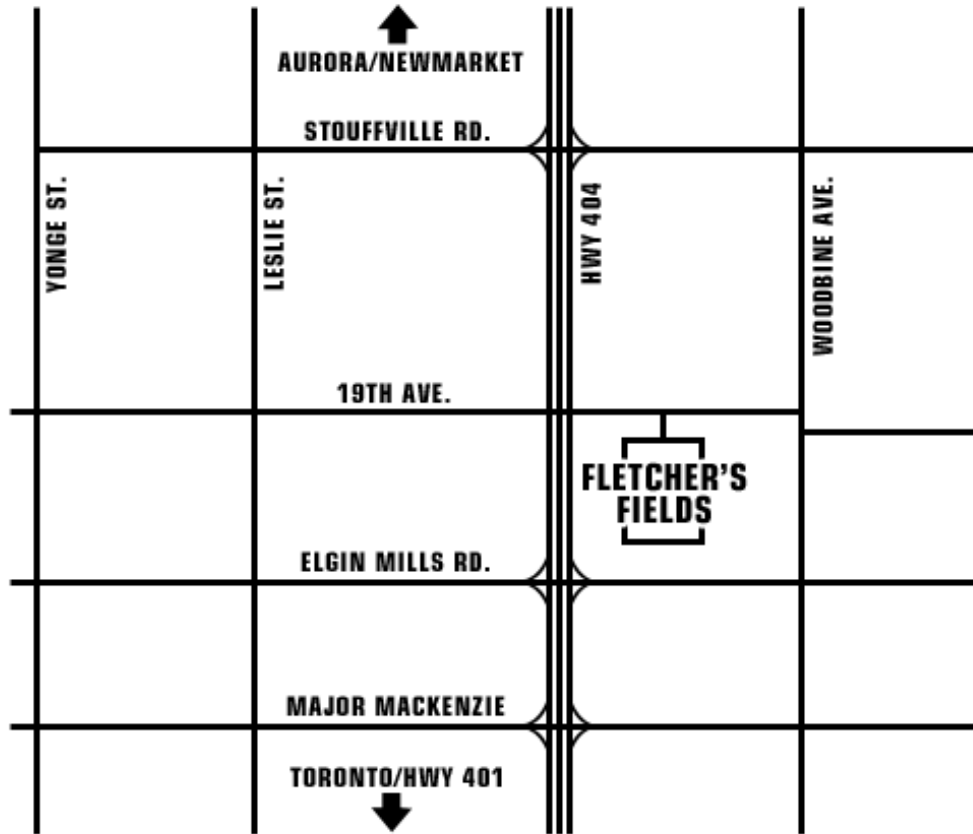 AURORA/NEWMARKET
STOUFFVILLE RD.
YONGE ST.
LESLIE ST.
HWY 404
WOODBINE AVE.
19TH AVE.
FLETCHER'S
FIELDS
ELGIN MILLS RD.
MAJOR MACKENZIE
TORONTO/HWY 401